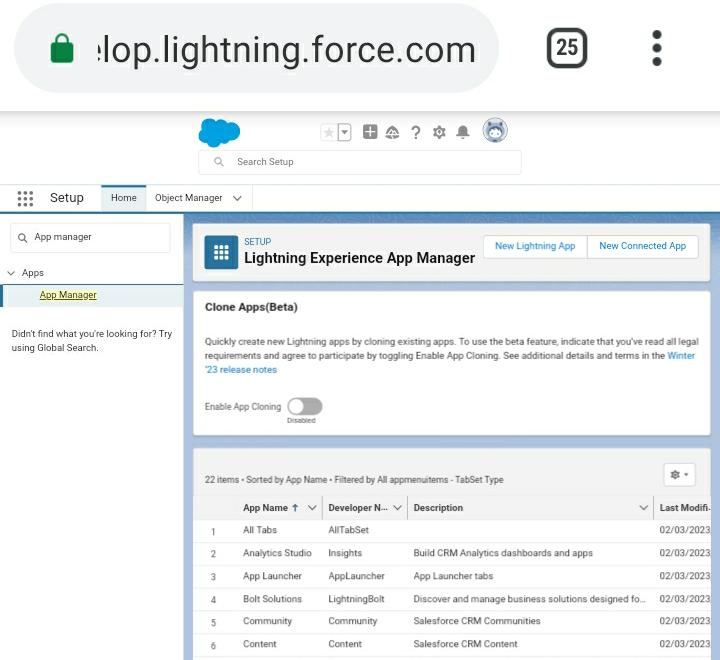 elop.lightning.force.com
25
Search Setup
Setup
Home
Object Manager
App manager
Apps
App Manager
Didn't find what you're looking for? Try
using Global Search.
SETUP
Lightning Experience App Manager
New Lightning App
New Connected App
Clone Apps(Beta)
Quickly create new Lightning apps by cloning existing apps. To use the beta feature, indicate that you've read all legal
requirements and agree to participate by toggling Enable App Cloning. See additional details and terms in the Winter
'23 release notes
Enable App Cloning
Disabled
22 items • Sorted by App Name • Filtered by All appmenuitems - TabSet Type
App Name ↑ Developer N... Description Last Modifi
1 All Tabs AllTabSet 02/03/2023
2 Analytics Studio Insights Build CRM Analytics dashboards and apps 02/03/2023
3 App Launcher AppLauncher App Launcher tabs 02/03/2023
4 Bolt Solutions LightningBolt Discover and manage business solutions designed fo... 02/03/2023
5 Community Community Salesforce CRM Communities 02/03/2023
6 Content Content Salesforce CRM Content 02/03/2023